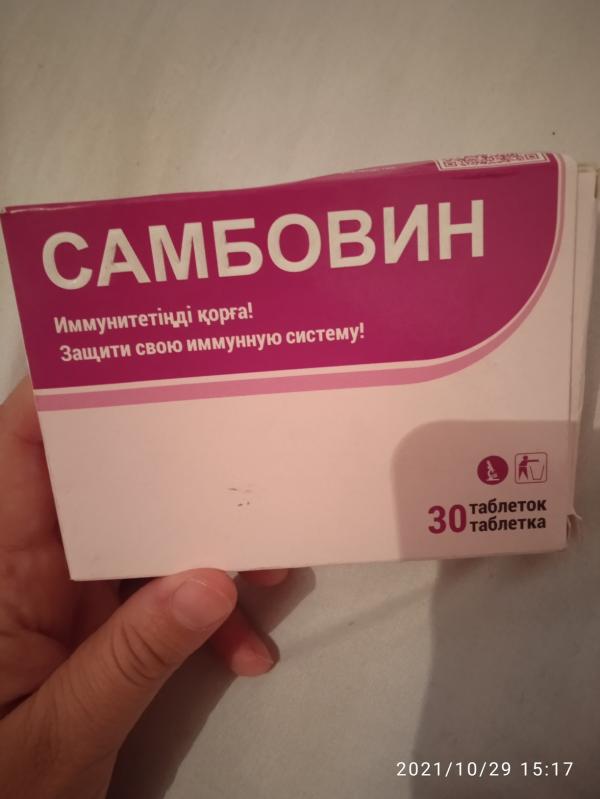 САМБОВИН
Иммунитетіңді қорға!
Защити свою иммунную систему!
30 таблеток
таблетка
2021/10/29 15:17